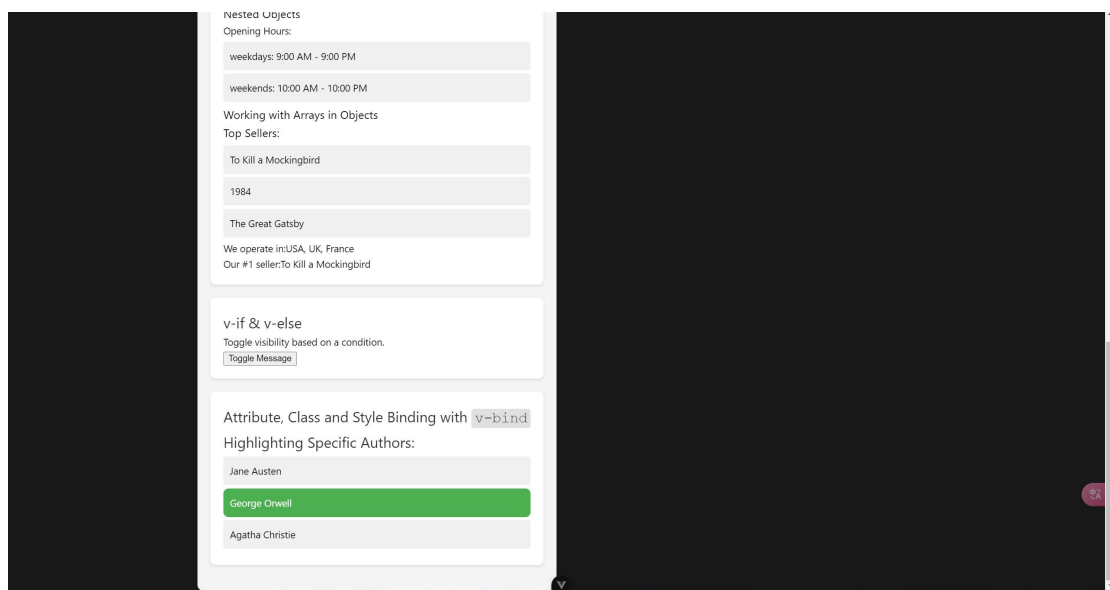 Nested Objects
Opening Hours:
weekdays: 9:00 AM - 9:00 PM
weekends: 10:00 AM - 10:00 PM
Working with Arrays in Objects
Top Sellers:
To Kill a Mockingbird
1984
The Great Gatsby
We operate in:USA, UK, France
Our #1 seller:To Kill a Mockingbird
v-if & v-else
Toggle visibility based on a condition.
Toggle Message
Attribute, Class and Style Binding with v-bind
Highlighting Specific Authors:
Jane Austen
George Orwell
Agatha Christie